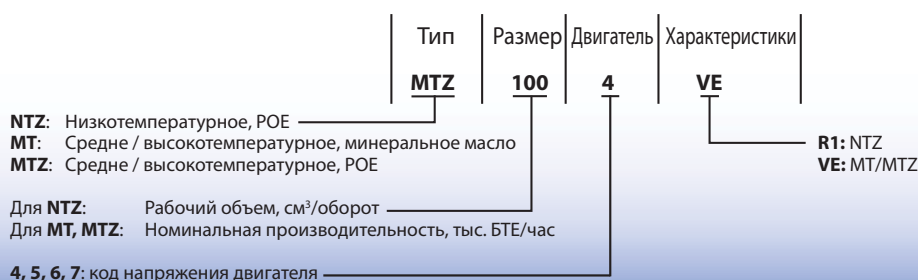 Тип Размер Двигатель Характеристики
MTZ 100 4 VE
NTZ: Низкотемпературное, POE
MT: Средне / высокотемпературное, минеральное масло
MTZ: Средне / высокотемпературное, POE
R1: NTZ
VE: MT/MTZ
Для NTZ: Рабочий объем, см³/оборот
Для MT, MTZ: Номинальная производительность, тыс. БТЕ/час
4, 5, 6, 7: код напряжения двигателя